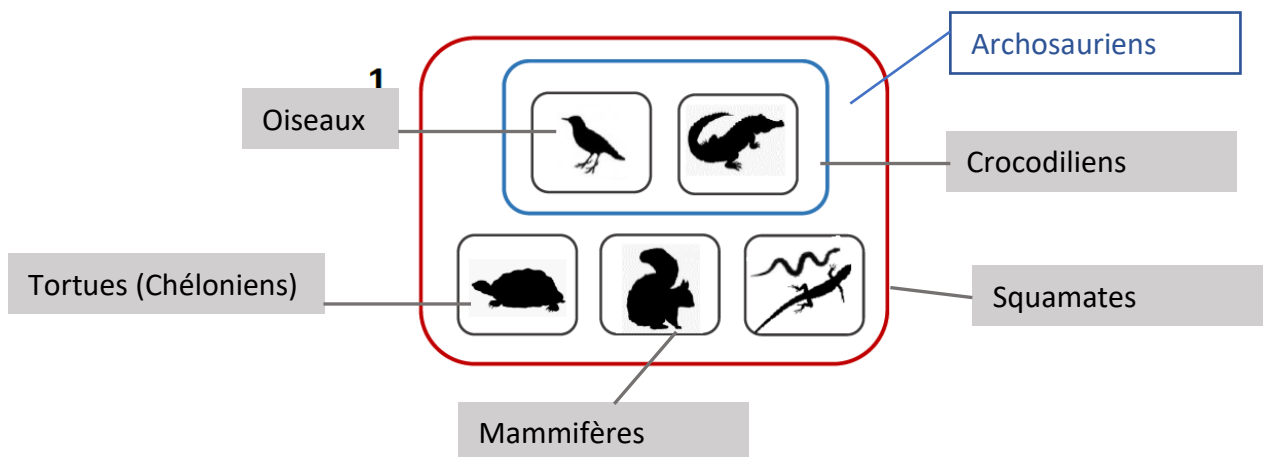 Archosauriens
1
Oiseaux
Crocodiliens
Tortues (Chéloniens)
Squamates
Mammifères